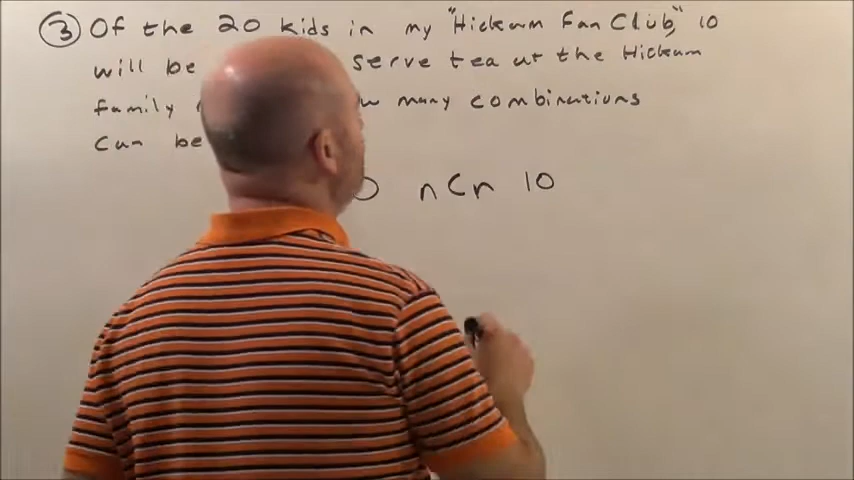 ③ Of the 20 kids in my "Hickam Fan Club," 10
will be serve tea at the Hickam
family many combinations
can be
nCr 10